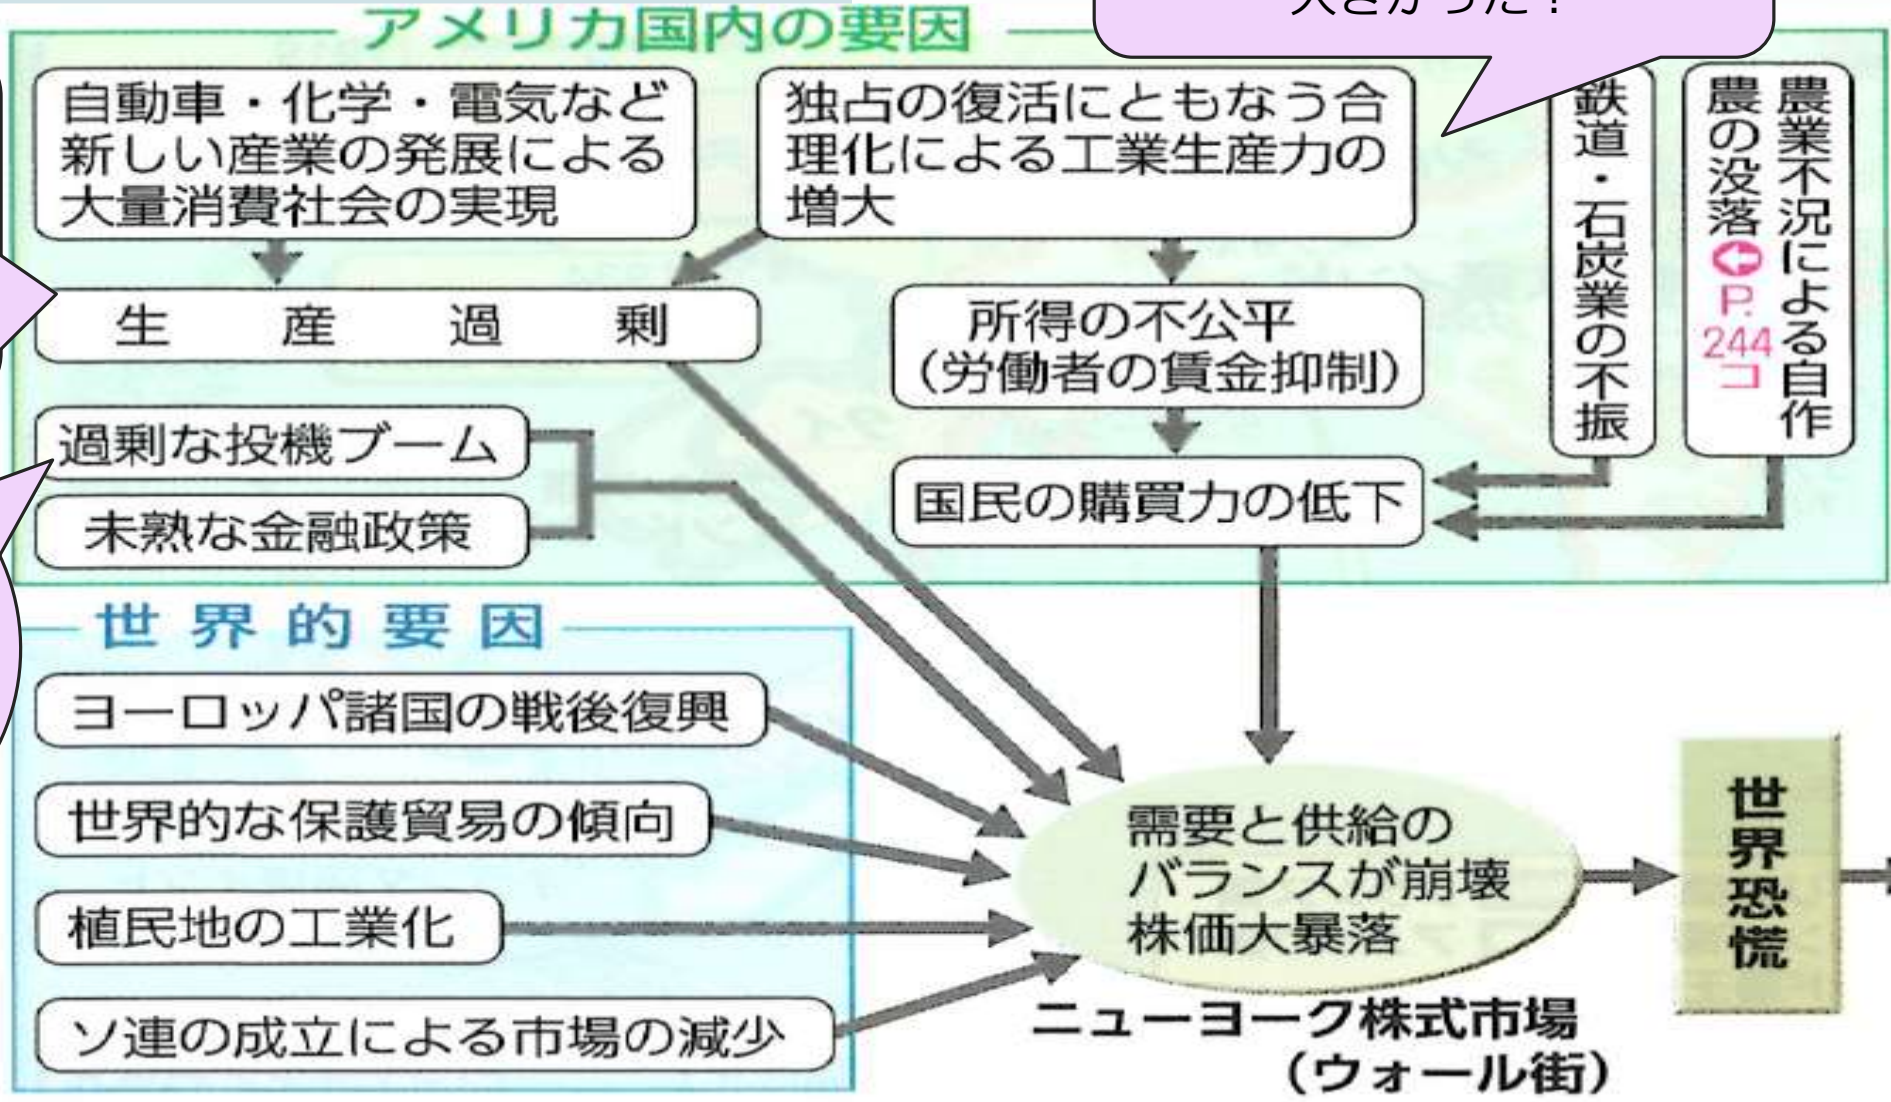 大きかった！
アメリカ国内の要因
自動車・化学・電気など
新しい産業の発展による
大量消費社会の実現
独占の復活にともなう合
理化による工業生産力の
増大
鉄道・石炭業の不振
農業不況による自作
農の没落 P.244コ
生産過剰
所得の不公平
（労働者の賃金抑制）
過剰な投機ブーム
未熟な金融政策
国民の購買力の低下
世界的要因
ヨーロッパ諸国の戦後復興
世界的な保護貿易の傾向
植民地の工業化
ソ連の成立による市場の減少
需要と供給の
バランスが崩壊
株価大暴落
ニューヨーク株式市場
（ウォール街）
世界恐慌